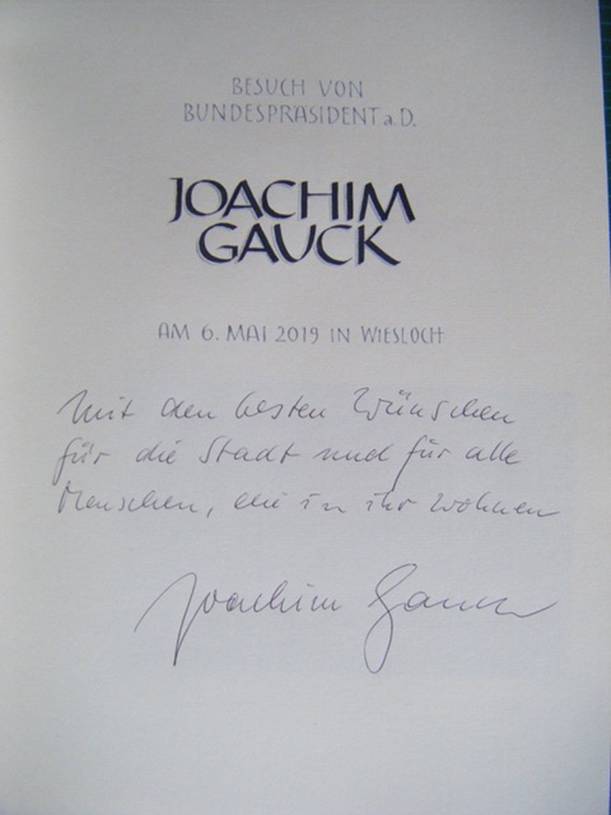 BESUCH VON
BUNDESPRÄSIDENT a.D.
JOACHIM
GAUCK
AM 6. MAI 2019 IN WIESLOCH
Mit den besten Wünschen
für die Stadt und für alle
Menschen, die in ihr wohnen
Joachim Gauck